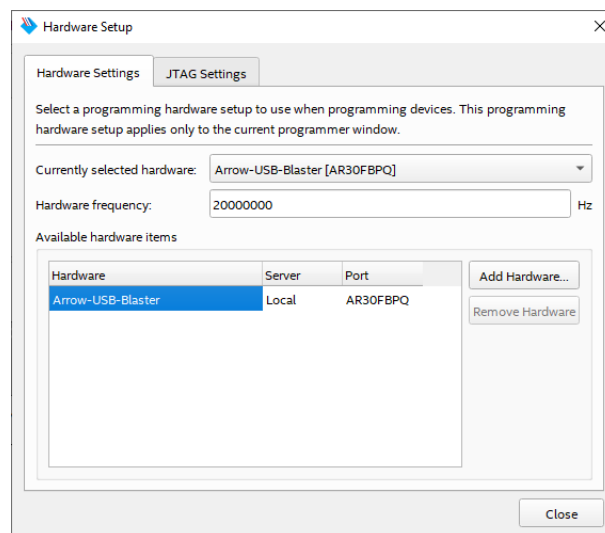 Hardware Setup
Hardware Settings JTAG Settings
Select a programming hardware setup to use when programming devices. This programming
hardware setup applies only to the current programmer window.
Currently selected hardware: Arrow-USB-Blaster [AR30FBPQ]
Hardware frequency: 20000000 Hz
Available hardware items
Hardware Server Port
Add Hardware...
Arrow-USB-Blaster Local AR30FBPQ
Remove Hardware
Close